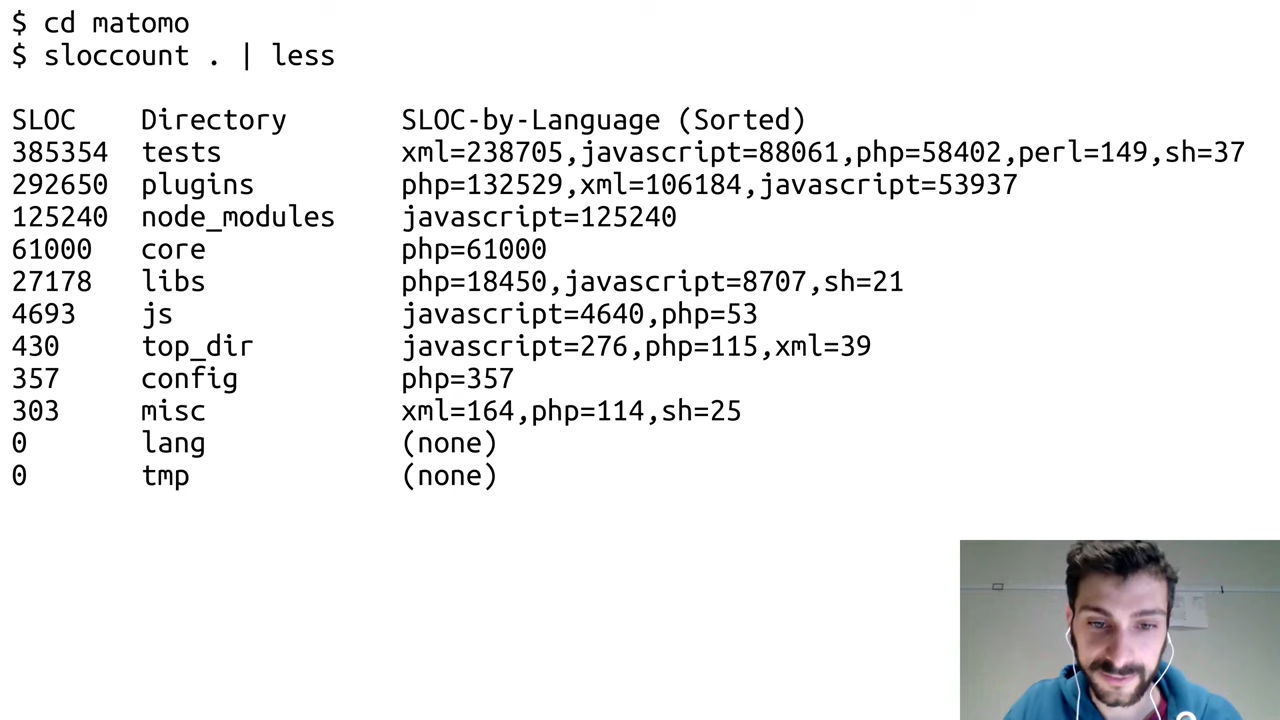 $ cd matomo
$ sloccount . | less
SLOC Directory SLOC-by-Language (Sorted)
385354 tests xml=238705,javascript=88061,php=58402,perl=149,sh=37
292650 plugins php=132529,xml=106184,javascript=53937
125240 node_modules javascript=125240
61000 core php=61000
27178 libs php=18450,javascript=8707,sh=21
4693 js javascript=4640,php=53
430 top_dir javascript=276,php=115,xml=39
357 config php=357
303 misc xml=164,php=114,sh=25
0 lang (none)
0 tmp (none)